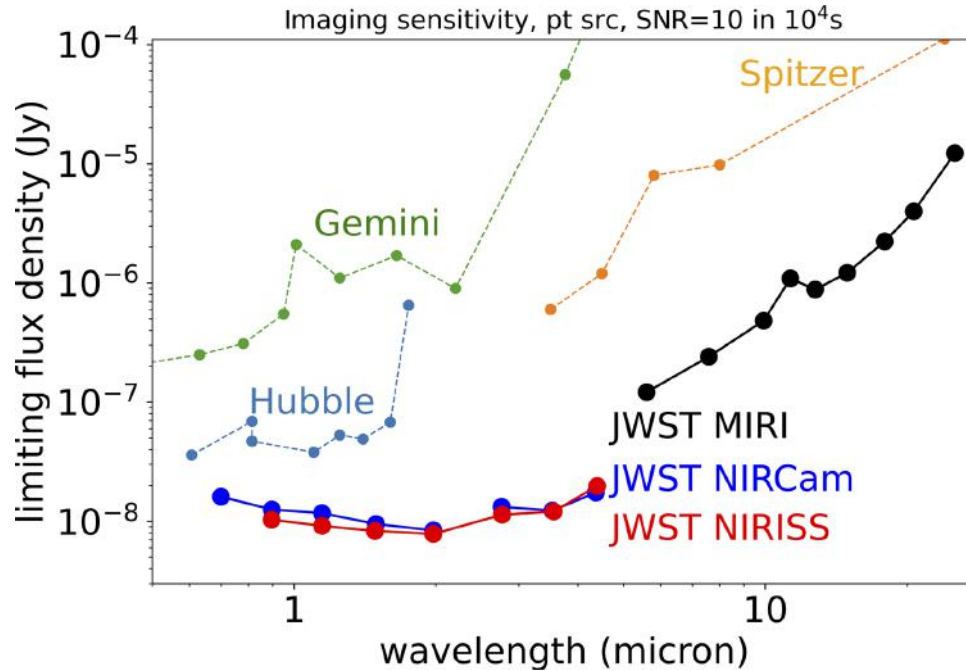 Imaging sensitivity, pt src, SNR=10 in 10⁴s
limiting flux density (Jy)
10⁻⁴
10⁻⁵
10⁻⁶
10⁻⁷
10⁻⁸
Spitzer
Gemini
Hubble
JWST MIRI
JWST NIRCam
JWST NIRISS
1
10
wavelength (micron)